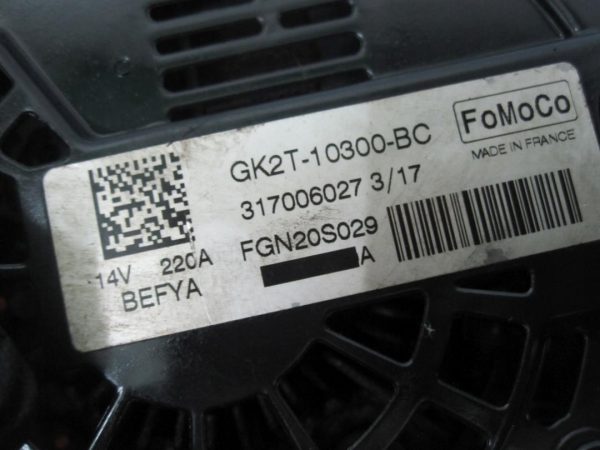 FoMoCo
MADE IN FRANCE
GK2T-10300-BC
317006027 3/17
FGN20S029
A
14V 220A
BEFYA